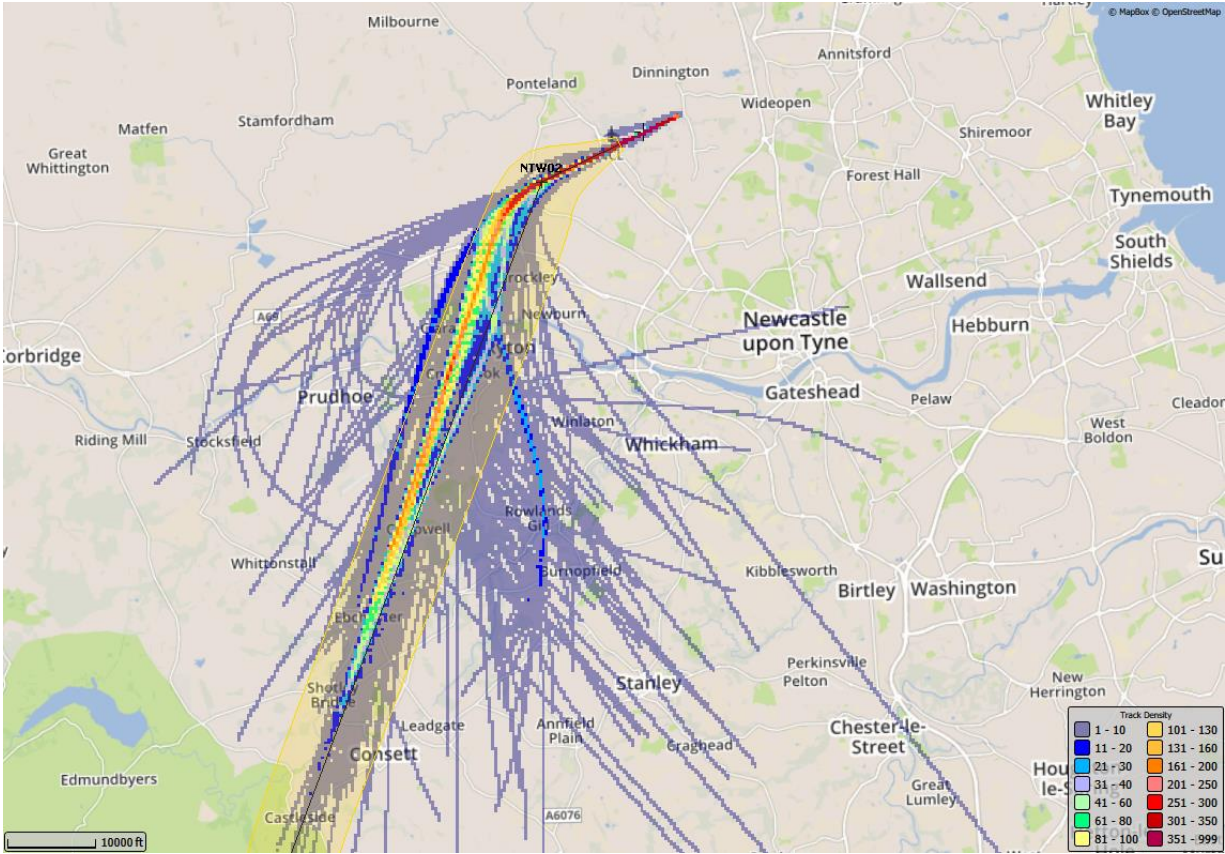 © MapBox © OpenStreetMap
Milbourne
Annitsford
Dinnington
Ponteland
Wideopen
Whitley
Bay
Stamfordham
Matfen
Shiremoor
Great
Whittington
NTW02
Forest Hall
Tynemouth
South
Shields
Wallsend
Newburn
A69
Newcastle
upon Tyne
Hebburn
Prudhoe
Gateshead
Pelaw
Riding Mill
Stocksfield
Winlaton
Whickham
West
Boldon
Rowlands
Burnopfield
Whittonstall
Kibblesworth
Birtley
Washington
Perkinsville
Pelton
Stanley
New
Herrington
Shotley
Bridge
Leadgate
Annfield
Plain
Craghead
Chester-le-
Street
Consett
Edmundbyers
Great
Lumley
Castleside
A6076
10000 ft
Track Density
1 - 10
101 - 130
11 - 20
131 - 160
21 - 30
161 - 200
31 - 40
201 - 250
41 - 60
251 - 300
61 - 80
301 - 350
81 - 100
351 - 999